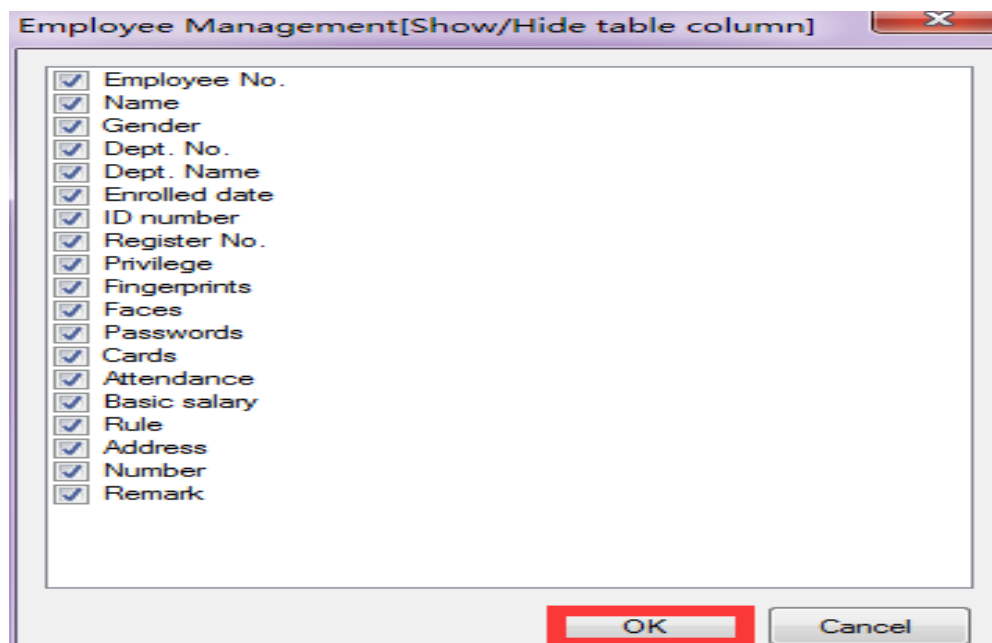 Employee Management[Show/Hide table column]
Employee No.
Name
Gender
Dept. No.
Dept. Name
Enrolled date
ID number
Register No.
Privilege
Fingerprints
Faces
Passwords
Cards
Attendance
Basic salary
Rule
Address
Number
Remark
OK Cancel